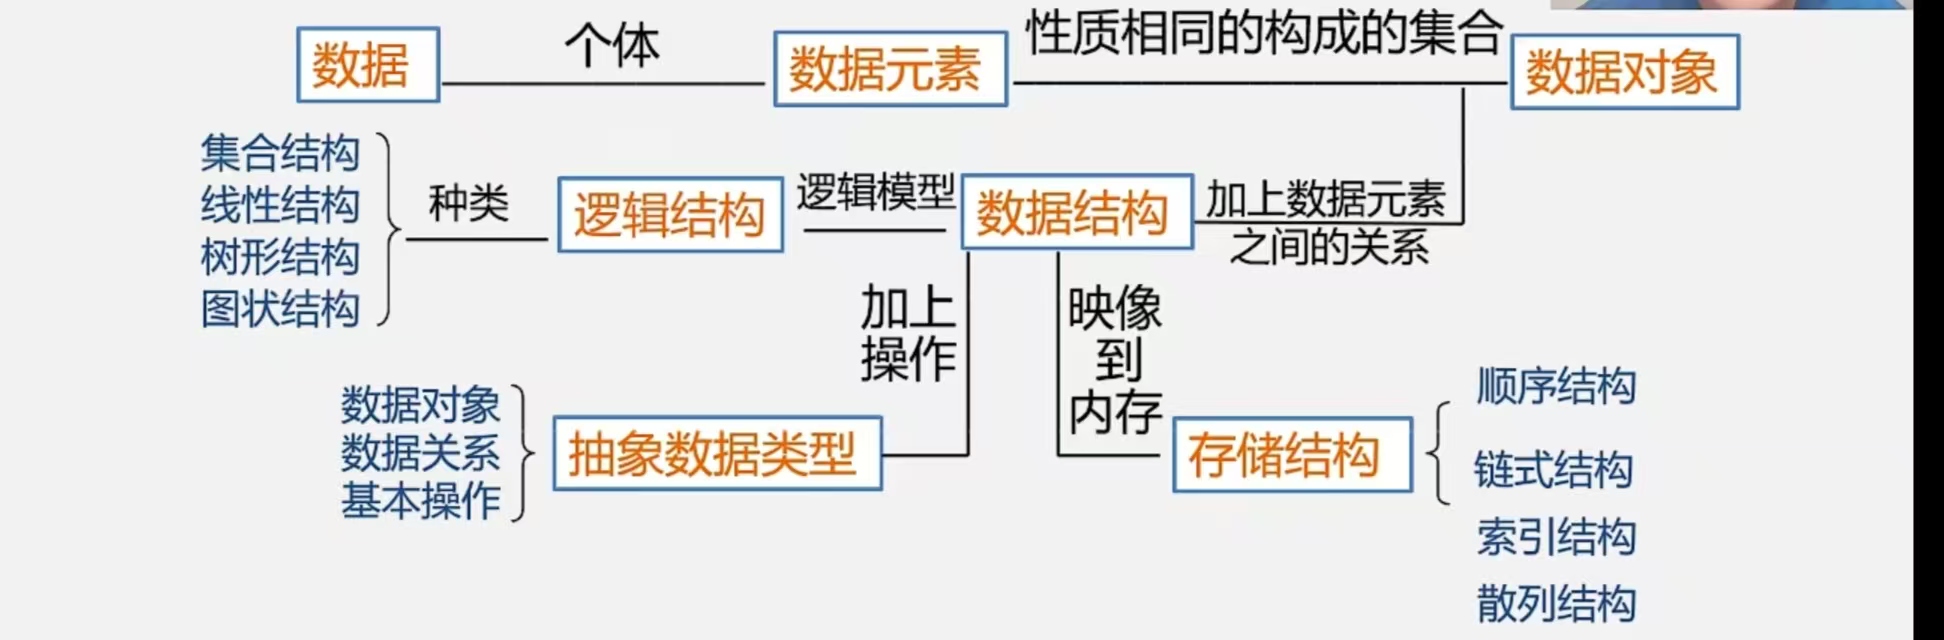 个体
性质相同的构成的集合
数据
数据元素
数据对象
集合结构
线性结构
树形结构
图状结构
种类
逻辑结构
逻辑模型
数据结构
加上数据元素
之间的关系
加上
操作
映像
到
内存
数据对象
数据关系
基本操作
抽象数据类型
存储结构
顺序结构
链式结构
索引结构
散列结构